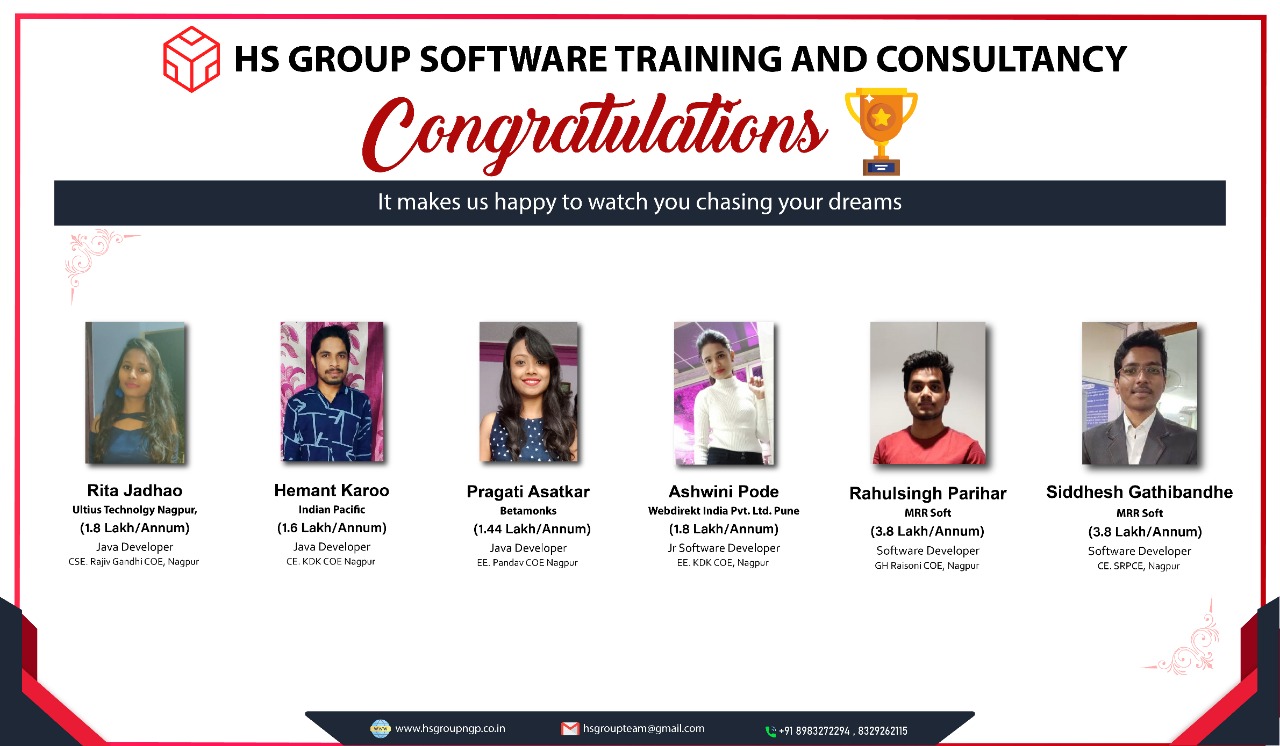 HS GROUP SOFTWARE TRAINING AND CONSULTANCY
Congratulations
It makes us happy to watch you chasing your dreams
Rita Jadhao
Ultius Technolgy Nagpur,
(1.8 Lakh/Annum)
Java Developer
CSE. Rajiv Gandhi COE, Nagpur
Hemant Karoo
Indian Pacific
(1.6 Lakh/Annum)
Java Developer
CE. KDK COE Nagpur
Pragati Asatkar
Betamonks
(1.44 Lakh/Annum)
Java Developer
EE. Pandav COE Nagpur
Ashwini Pode
Webdirekt India Pvt. Ltd. Pune
(1.8 Lakh/Annum)
Jr Software Developer
EE. KDK COE, Nagpur
Rahulsingh Parihar
MRR Soft
(3.8 Lakh/Annum)
Software Developer
GH Raisoni COE, Nagpur
Siddhesh Gathibandhe
MRR Soft
(3.8 Lakh/Annum)
Software Developer
CE. SRPCE, Nagpur
www.hsgroupngp.co.in
hsgroupteam@gmail.com
+91 8983272294 , 8329262115